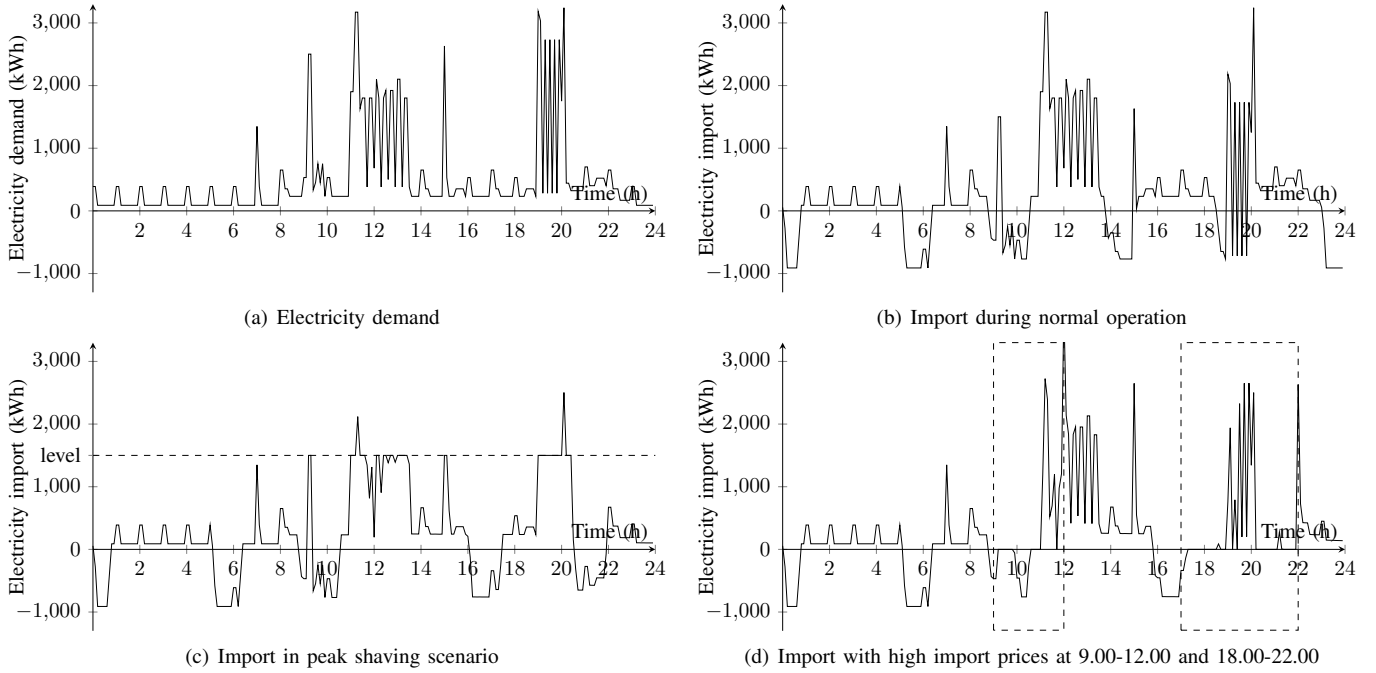 Electricity demand (kWh)
3,000
2,000
1,000
0
−1,000
2 4 6 8 10 12 14 16 18 20 22 24
Time (h)
(a) Electricity demand
Electricity import (kWh)
3,000
2,000
1,000
0
−1,000
2 4 6 8 10 12 14 16 18 20 22 24
Time (h)
(b) Import during normal operation
Electricity import (kWh)
3,000
2,000
level
1,000
0
−1,000
2 4 6 8 10 12 14 16 18 20 22 24
Time (h)
(c) Import in peak shaving scenario
Electricity import (kWh)
3,000
2,000
1,000
0
−1,000
2 4 6 8 10 12 14 16 18 20 22 24
Time (h)
(d) Import with high import prices at 9.00-12.00 and 18.00-22.00